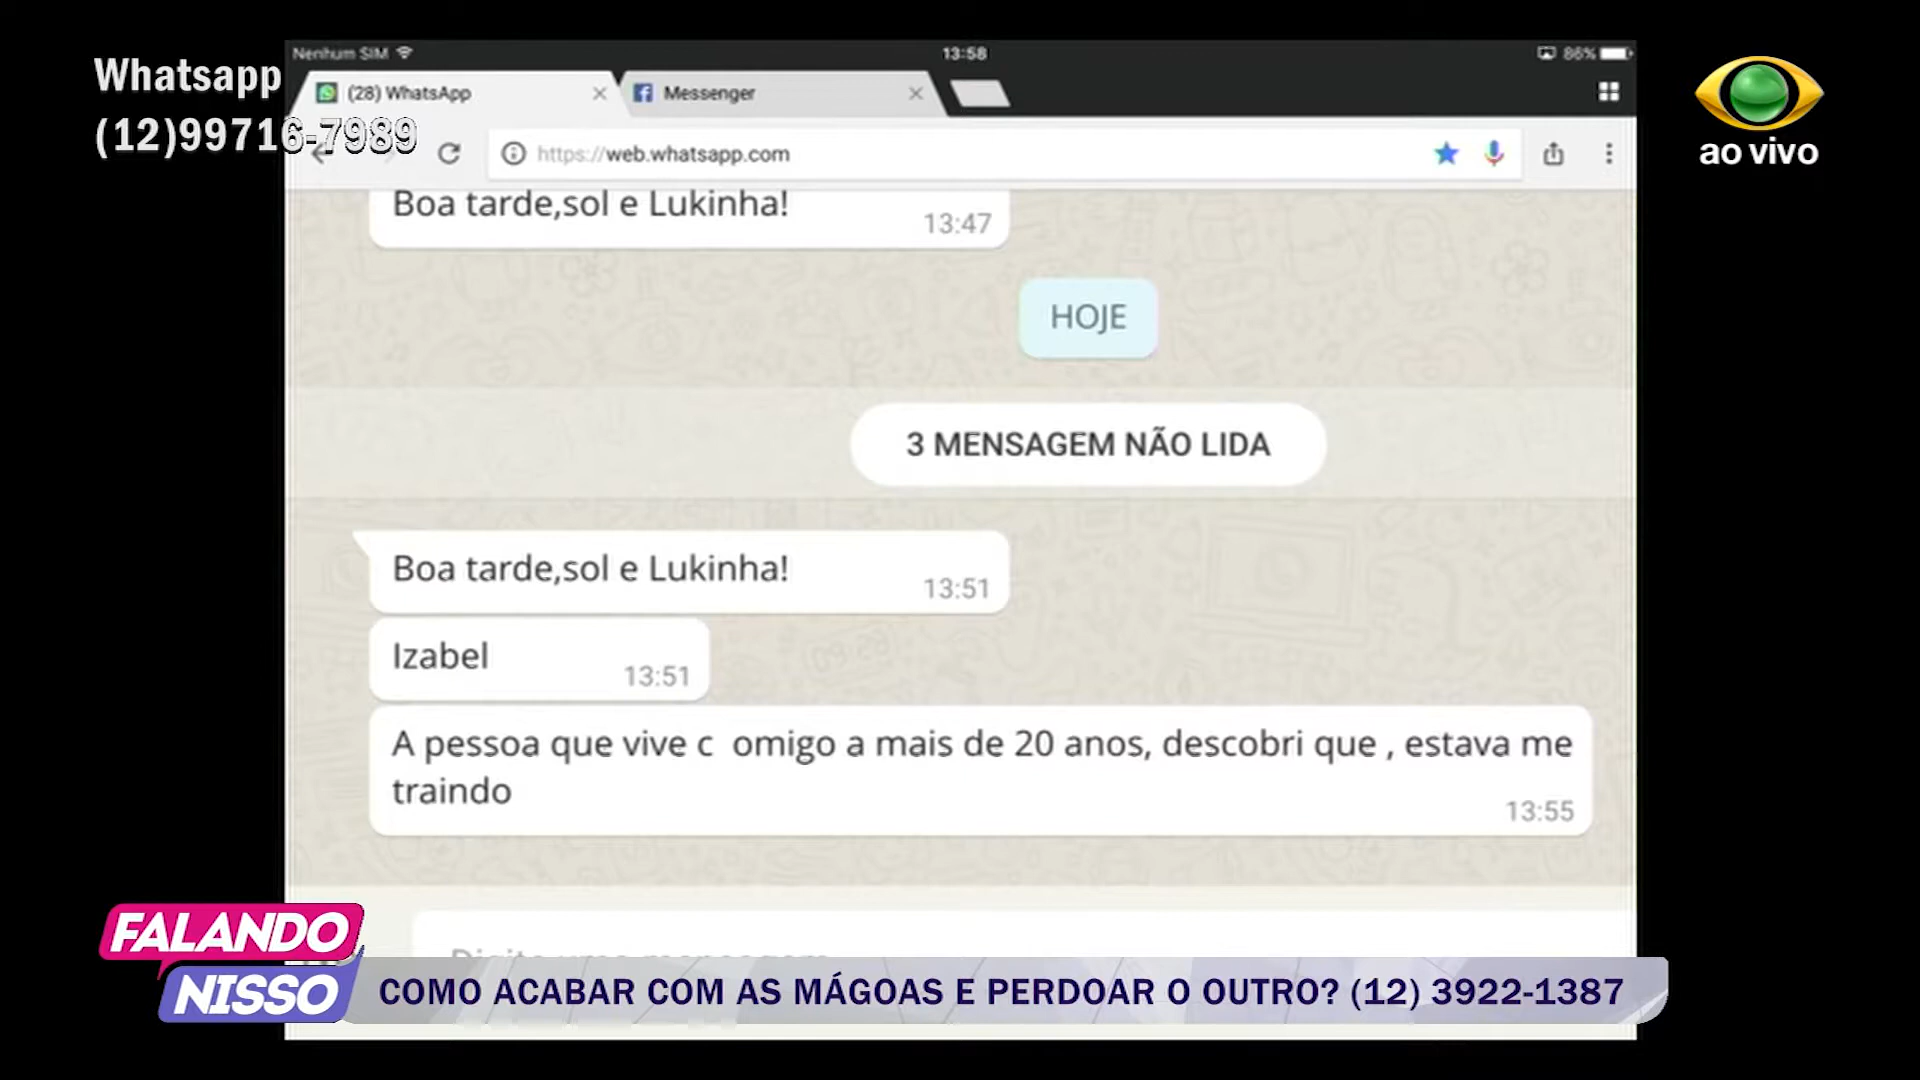 Whatsapp
(12)99716-7989
ao vivo
Nenhum SIM
13:58
86%
(28) WhatsApp
Messenger
https://web.whatsapp.com
Boa tarde,sol e Lukinha!
13:47
HOJE
3 MENSAGEM NÃO LIDA
Boa tarde,sol e Lukinha!
13:51
Izabel
13:51
A pessoa que vive c  omigo a mais de 20 anos, descobri que , estava me
traindo
13:55
FALANDO
NISSO
COMO ACABAR COM AS MÁGOAS E PERDOAR O OUTRO? (12) 3922-1387